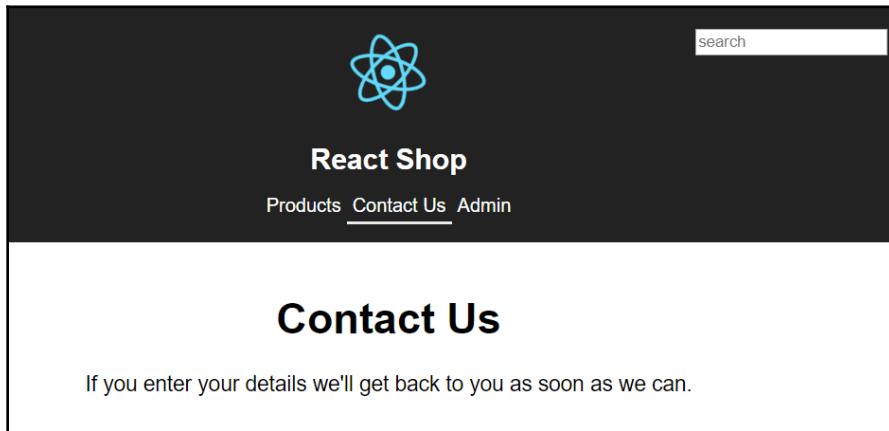 search
React Shop
Products Contact Us Admin
Contact Us
If you enter your details we'll get back to you as soon as we can.